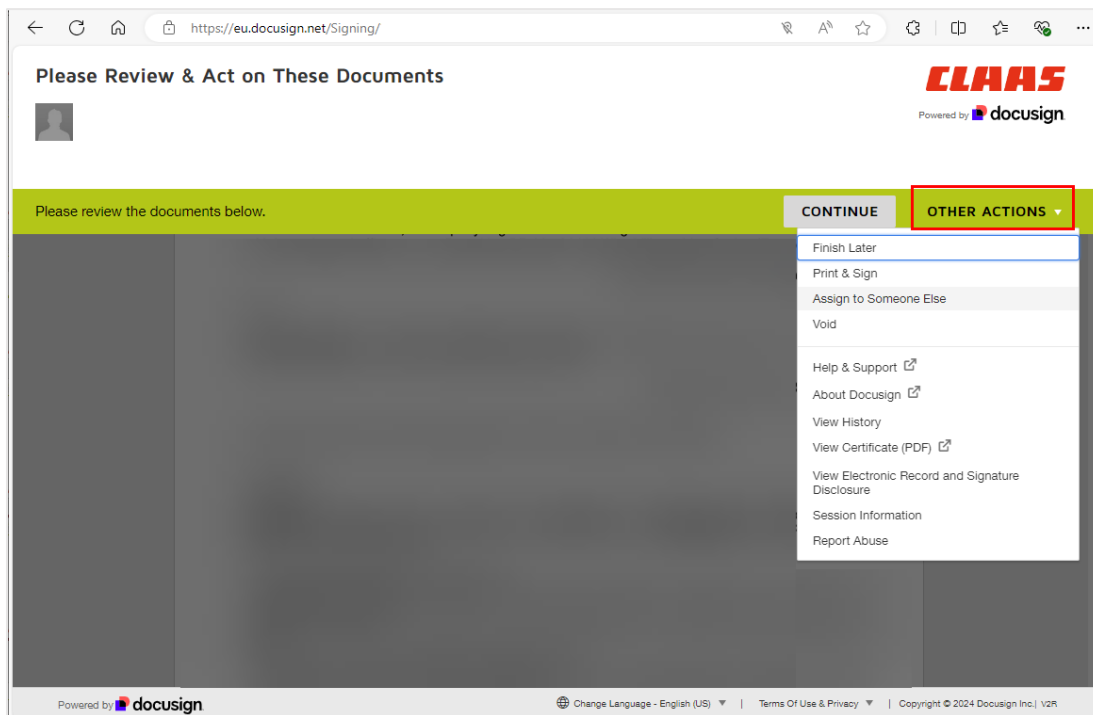 https://eu.docusign.net/Signing/
Please Review & Act on These Documents
CLAAS
Powered by docusign
Please review the documents below.
CONTINUE
OTHER ACTIONS
Finish Later
Print & Sign
Assign to Someone Else
Void
Help & Support
About Docusign
View History
View Certificate (PDF)
View Electronic Record and Signature
Disclosure
Session Information
Report Abuse
Powered by docusign
Change Language - English (US) | Terms Of Use & Privacy | Copyright © 2024 Docusign Inc. | V2R